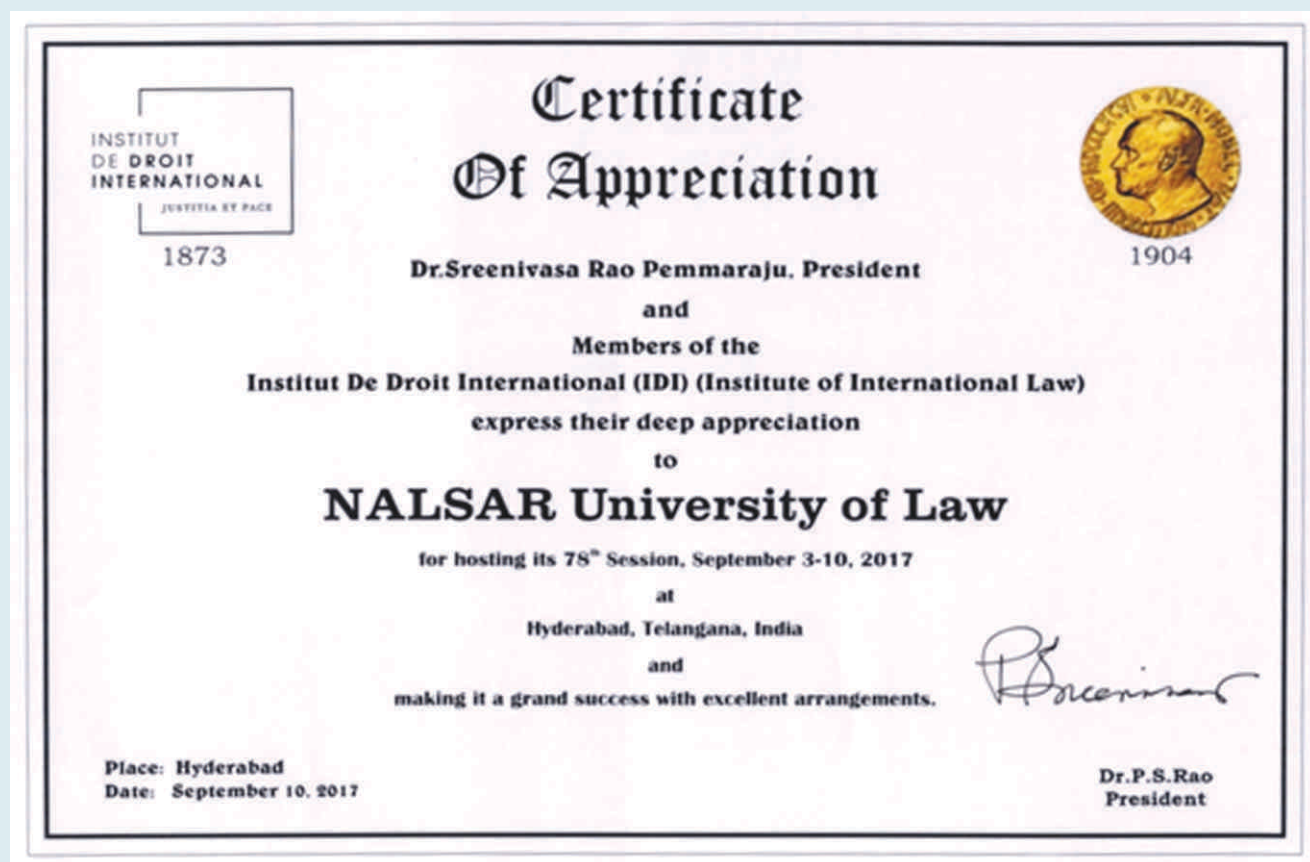 INSTITUT
DE DROIT
INTERNATIONAL
JUSTITIA ET PACE
1873
Certificate
Of Appreciation
1904
Dr.Sreenivasa Rao Pemmaraju. President
and
Members of the
Institut De Droit International (IDI) (Institute of International Law)
express their deep appreciation
to
NALSAR University of Law
for hosting its 78th Session, September 3-10, 2017
at
Hyderabad, Telangana, India
and
making it a grand success with excellent arrangements.
Place: Hyderabad
Date: September 10, 2017
Dr.P.S.Rao
President